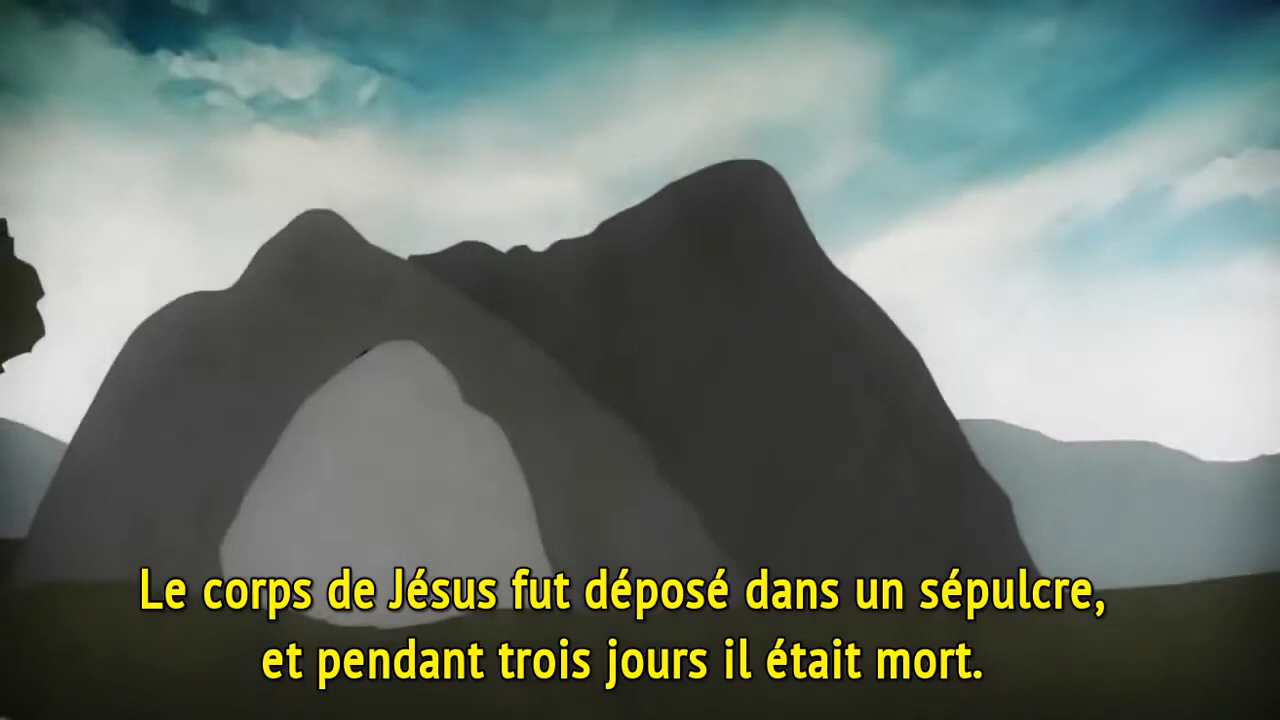 Le corps de Jésus fut déposé dans un sépulcre,
et pendant trois jours il était mort.